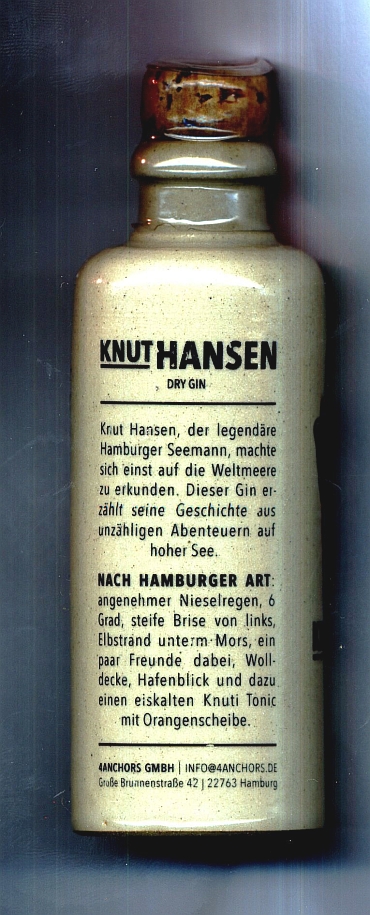 KNUT HANSEN
DRY GIN
Knut Hansen, der legendäre
Hamburger Seemann, machte
sich einst auf die Weltmeere
zu erkunden. Dieser Gin er-
zählt seine Geschichte aus
unzähligen Abenteuern auf
hoher See.
NACH HAMBURGER ART:
angenehmer Nieselregen, 6
Grad, steife Brise von links,
Elbstrand unterm Mors, ein
paar Freunde dabei, Woll-
decke, Hafenblick und dazu
einen eiskalten Knuti Tonic
mit Orangenscheibe.
4ANCHORS GMBH | INFO@4ANCHORS.DE
Große Brunnenstraße 42 | 22763 Hamburg